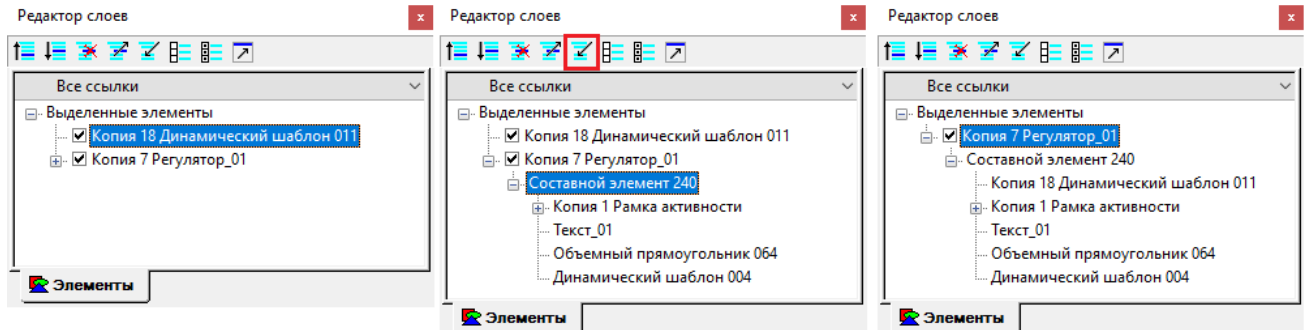 Редактор слоев
x
Все ссылки
Выделенные элементы
Копия 18 Динамический шаблон 011
Копия 7 Регулятор_01
Элементы
Редактор слоев
x
Все ссылки
Выделенные элементы
Копия 18 Динамический шаблон 011
Копия 7 Регулятор_01
Составной элемент 240
Копия 1 Рамка активности
Текст_01
Объемный прямоугольник 064
Динамический шаблон 004
Элементы
Редактор слоев
x
Все ссылки
Выделенные элементы
Копия 7 Регулятор_01
Составной элемент 240
Копия 18 Динамический шаблон 011
Копия 1 Рамка активности
Текст_01
Объемный прямоугольник 064
Динамический шаблон 004
Элементы